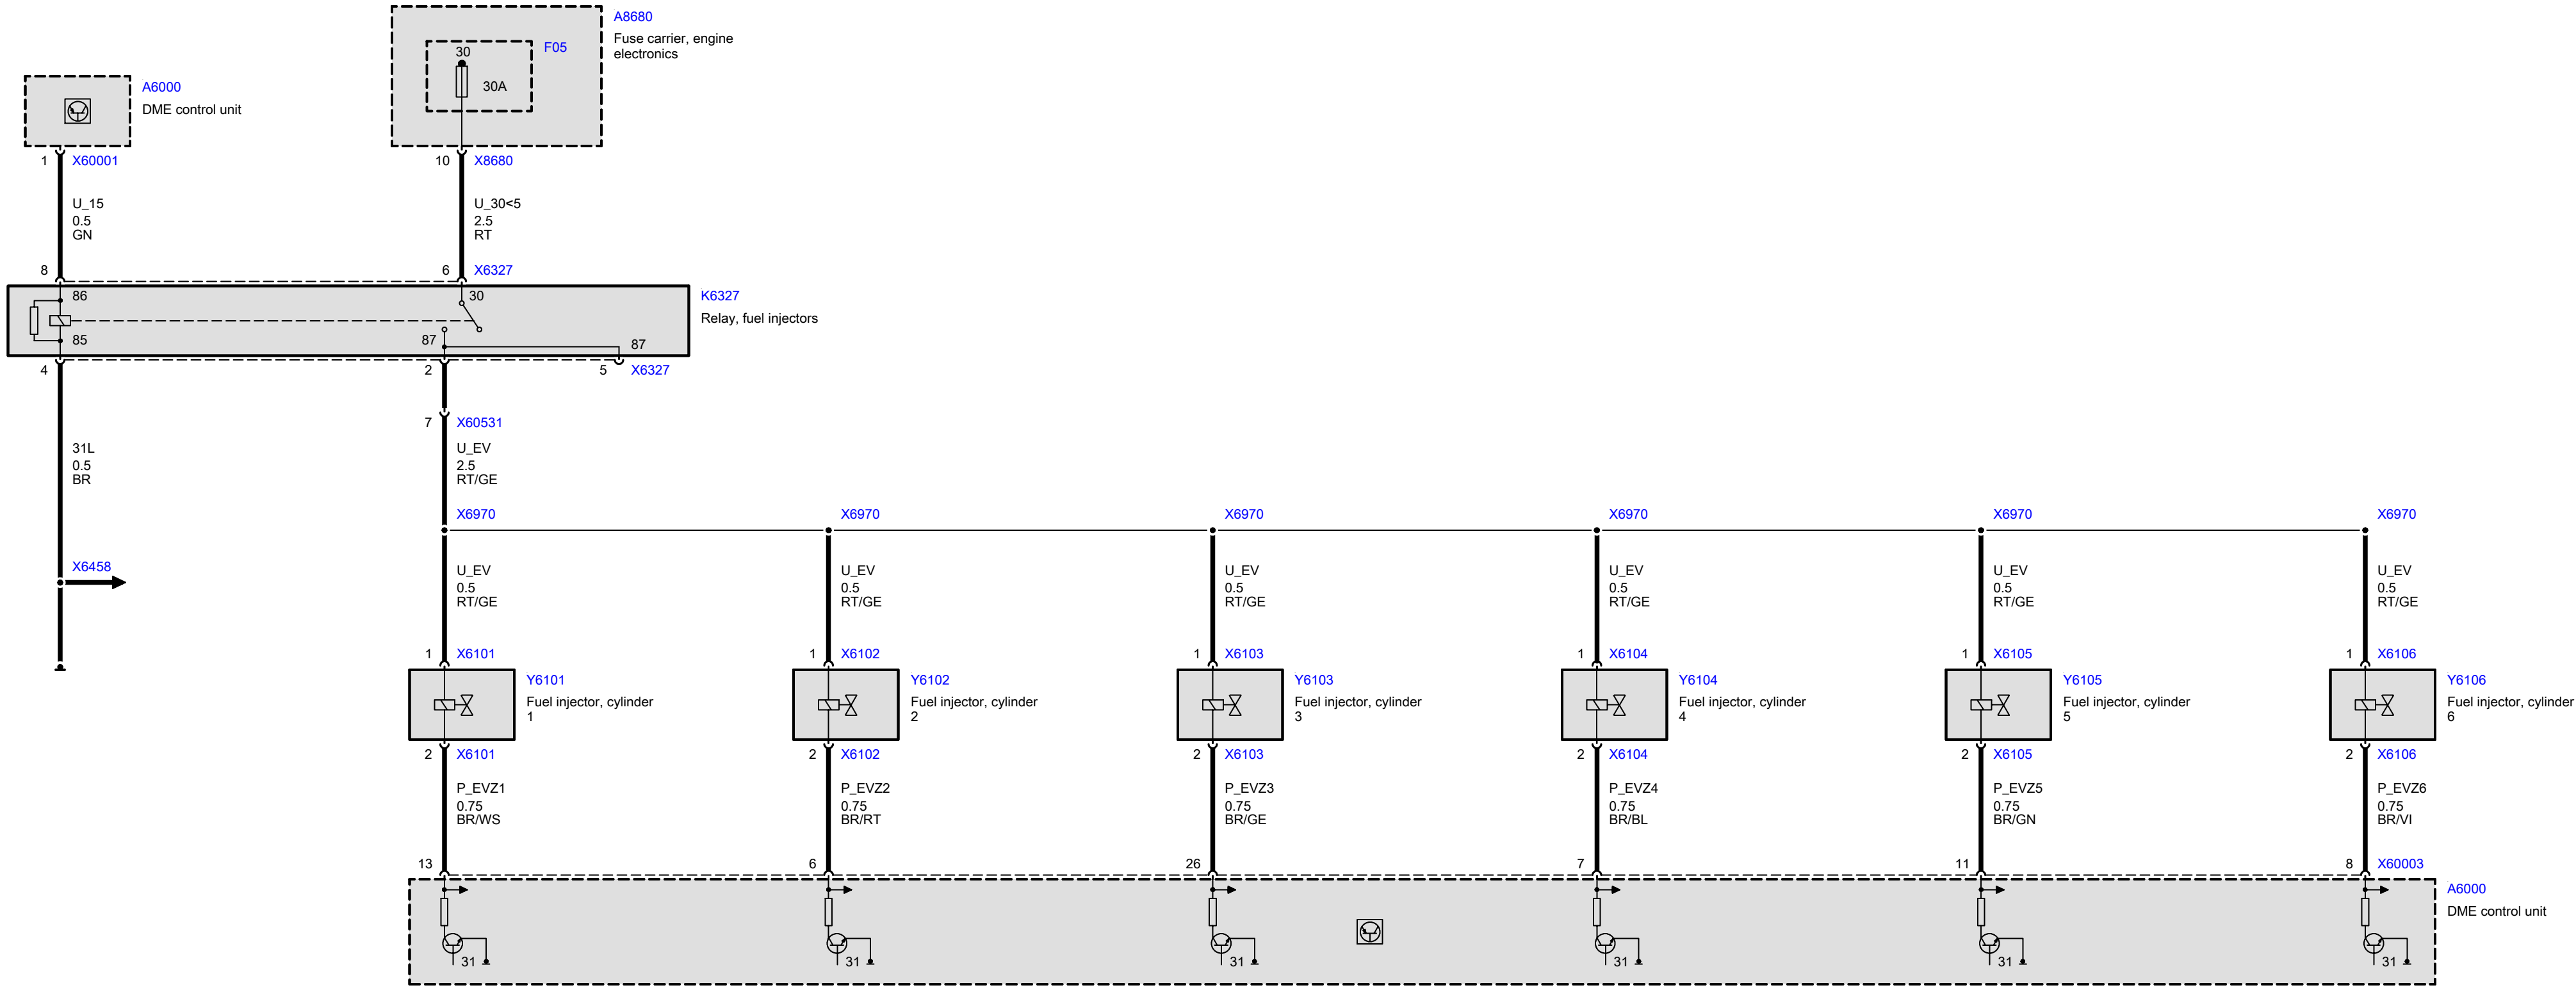 A8680
Fuse carrier, engine
electronics
F05
30
30A
A6000
DME control unit
1 X60001
10 X8680
U_15
0.5
GN
U_30<5
2.5
RT
8
6 X6327
86
30
K6327
Relay, fuel injectors
85
87
87
4
2
5 X6327
7 X60531
31L
0.5
BR
U_EV
2.5
RT/GE
X6970
X6970
X6970
X6970
X6970
X6970
X6458
U_EV
0.5
RT/GE
U_EV
0.5
RT/GE
U_EV
0.5
RT/GE
U_EV
0.5
RT/GE
U_EV
0.5
RT/GE
U_EV
0.5
RT/GE
1 X6101
1 X6102
1 X6103
1 X6104
1 X6105
1 X6106
Y6101
Fuel injector, cylinder
1
Y6102
Fuel injector, cylinder
2
Y6103
Fuel injector, cylinder
3
Y6104
Fuel injector, cylinder
4
Y6105
Fuel injector, cylinder
5
Y6106
Fuel injector, cylinder
6
2 X6101
2 X6102
2 X6103
2 X6104
2 X6105
2 X6106
P_EVZ1
0.75
BR/WS
P_EVZ2
0.75
BR/RT
P_EVZ3
0.75
BR/GE
P_EVZ4
0.75
BR/BL
P_EVZ5
0.75
BR/GN
P_EVZ6
0.75
BR/VI
13
6
26
7
11
8 X60003
A6000
DME control unit
31
31
31
31
31
31